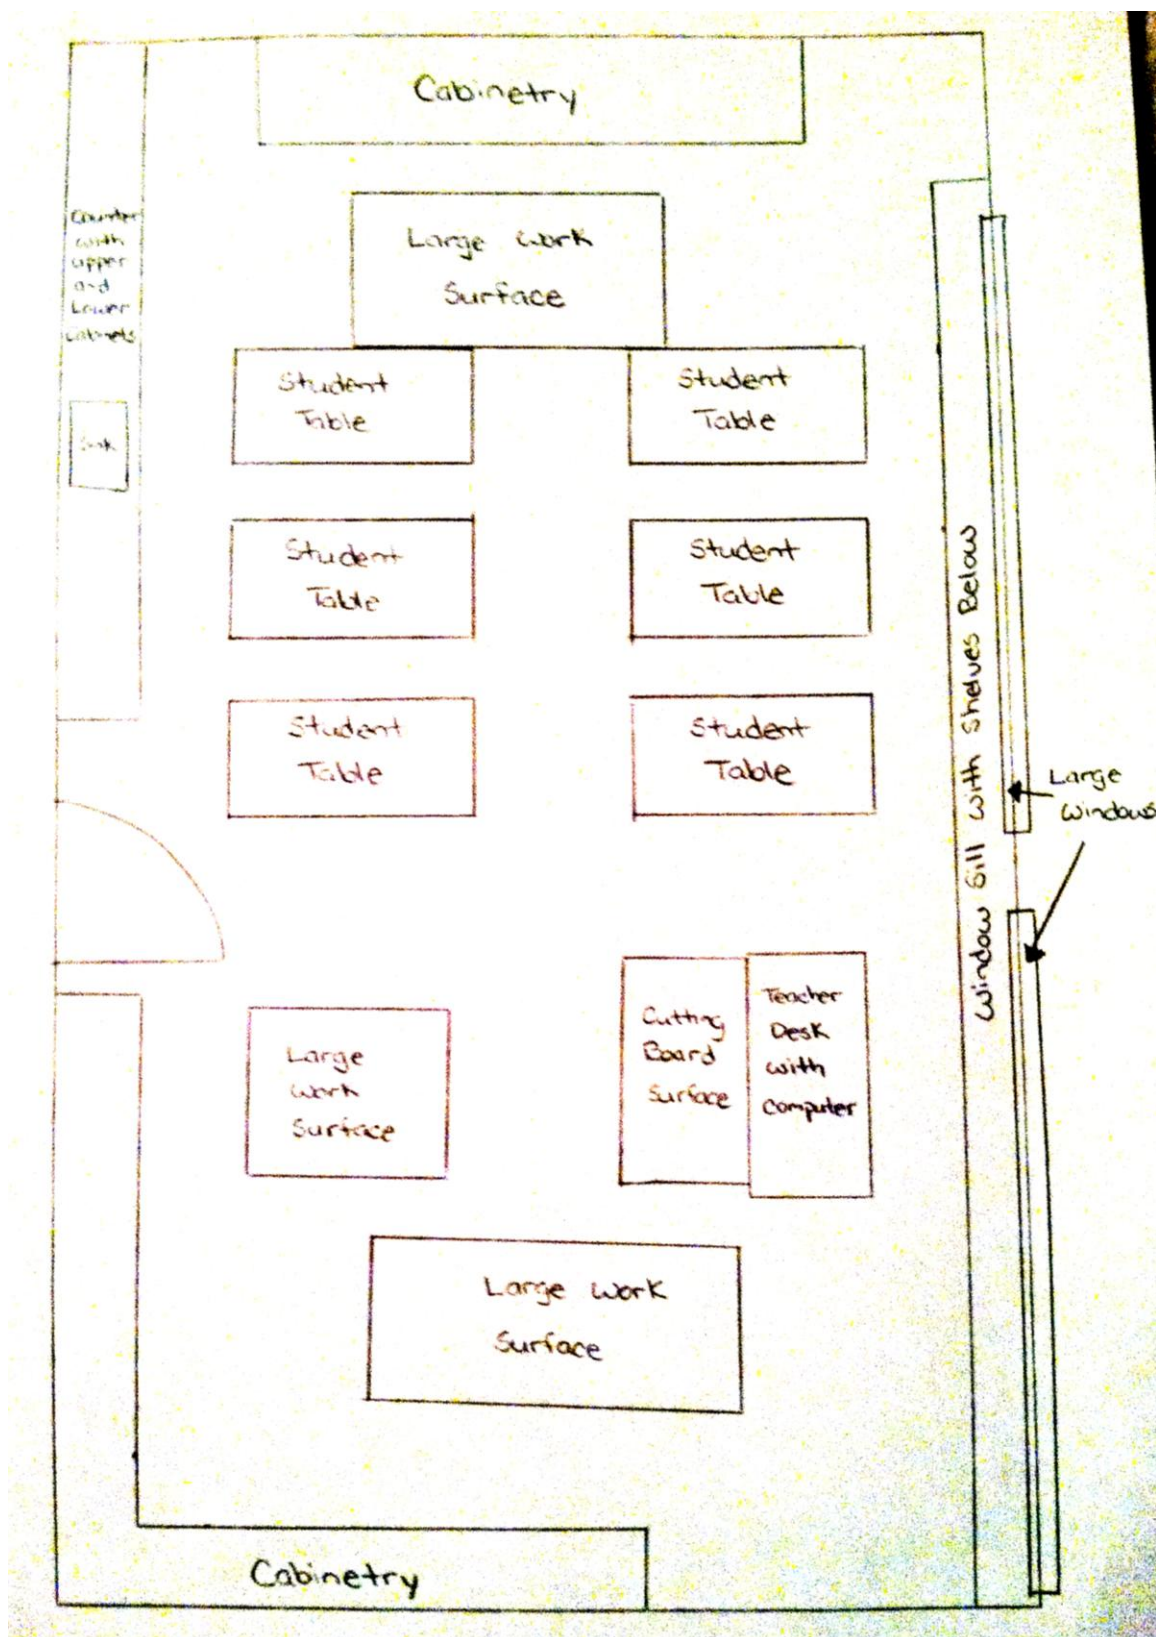 Cabinetry
Counter
with
upper
and
Lower
Cabinets
Large Work
Surface
Student
Table
Student
Table
Sink
Student
Table
Student
Table
Student
Table
Student
Table
Window Sill with Shelves Below
Large
Windows
Large
Work
Surface
Cutting
Board
Surface
Teacher
Desk
with
Computer
Large Work
Surface
Cabinetry